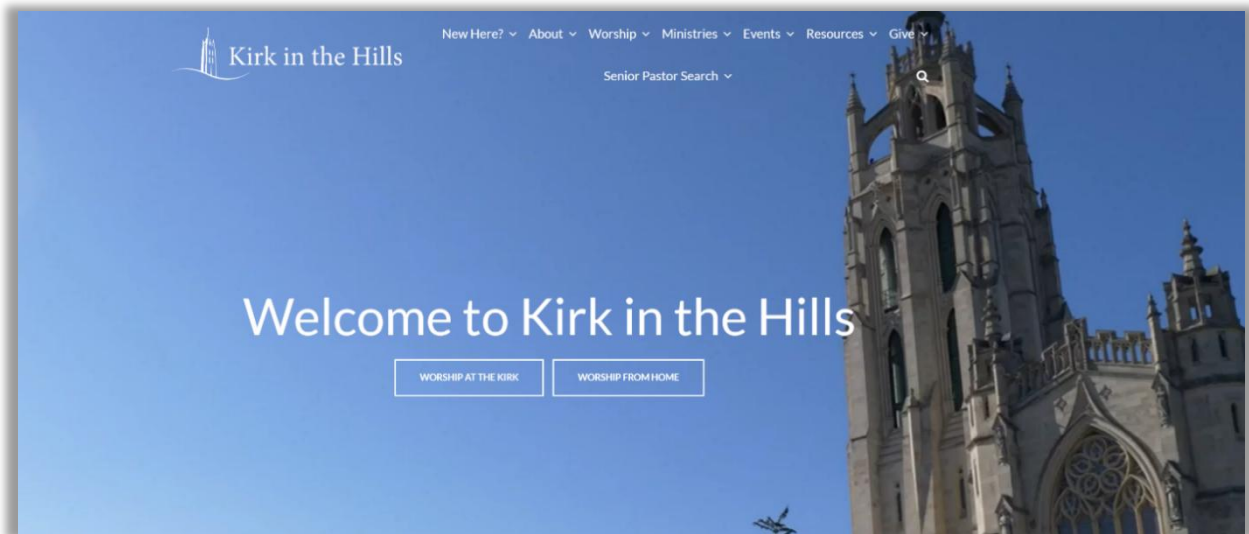 Kirk in the Hills
New Here? About Worship Ministries Events Resources Give
Senior Pastor Search
Welcome to Kirk in the Hills
WORSHIP AT THE KIRK
WORSHIP FROM HOME